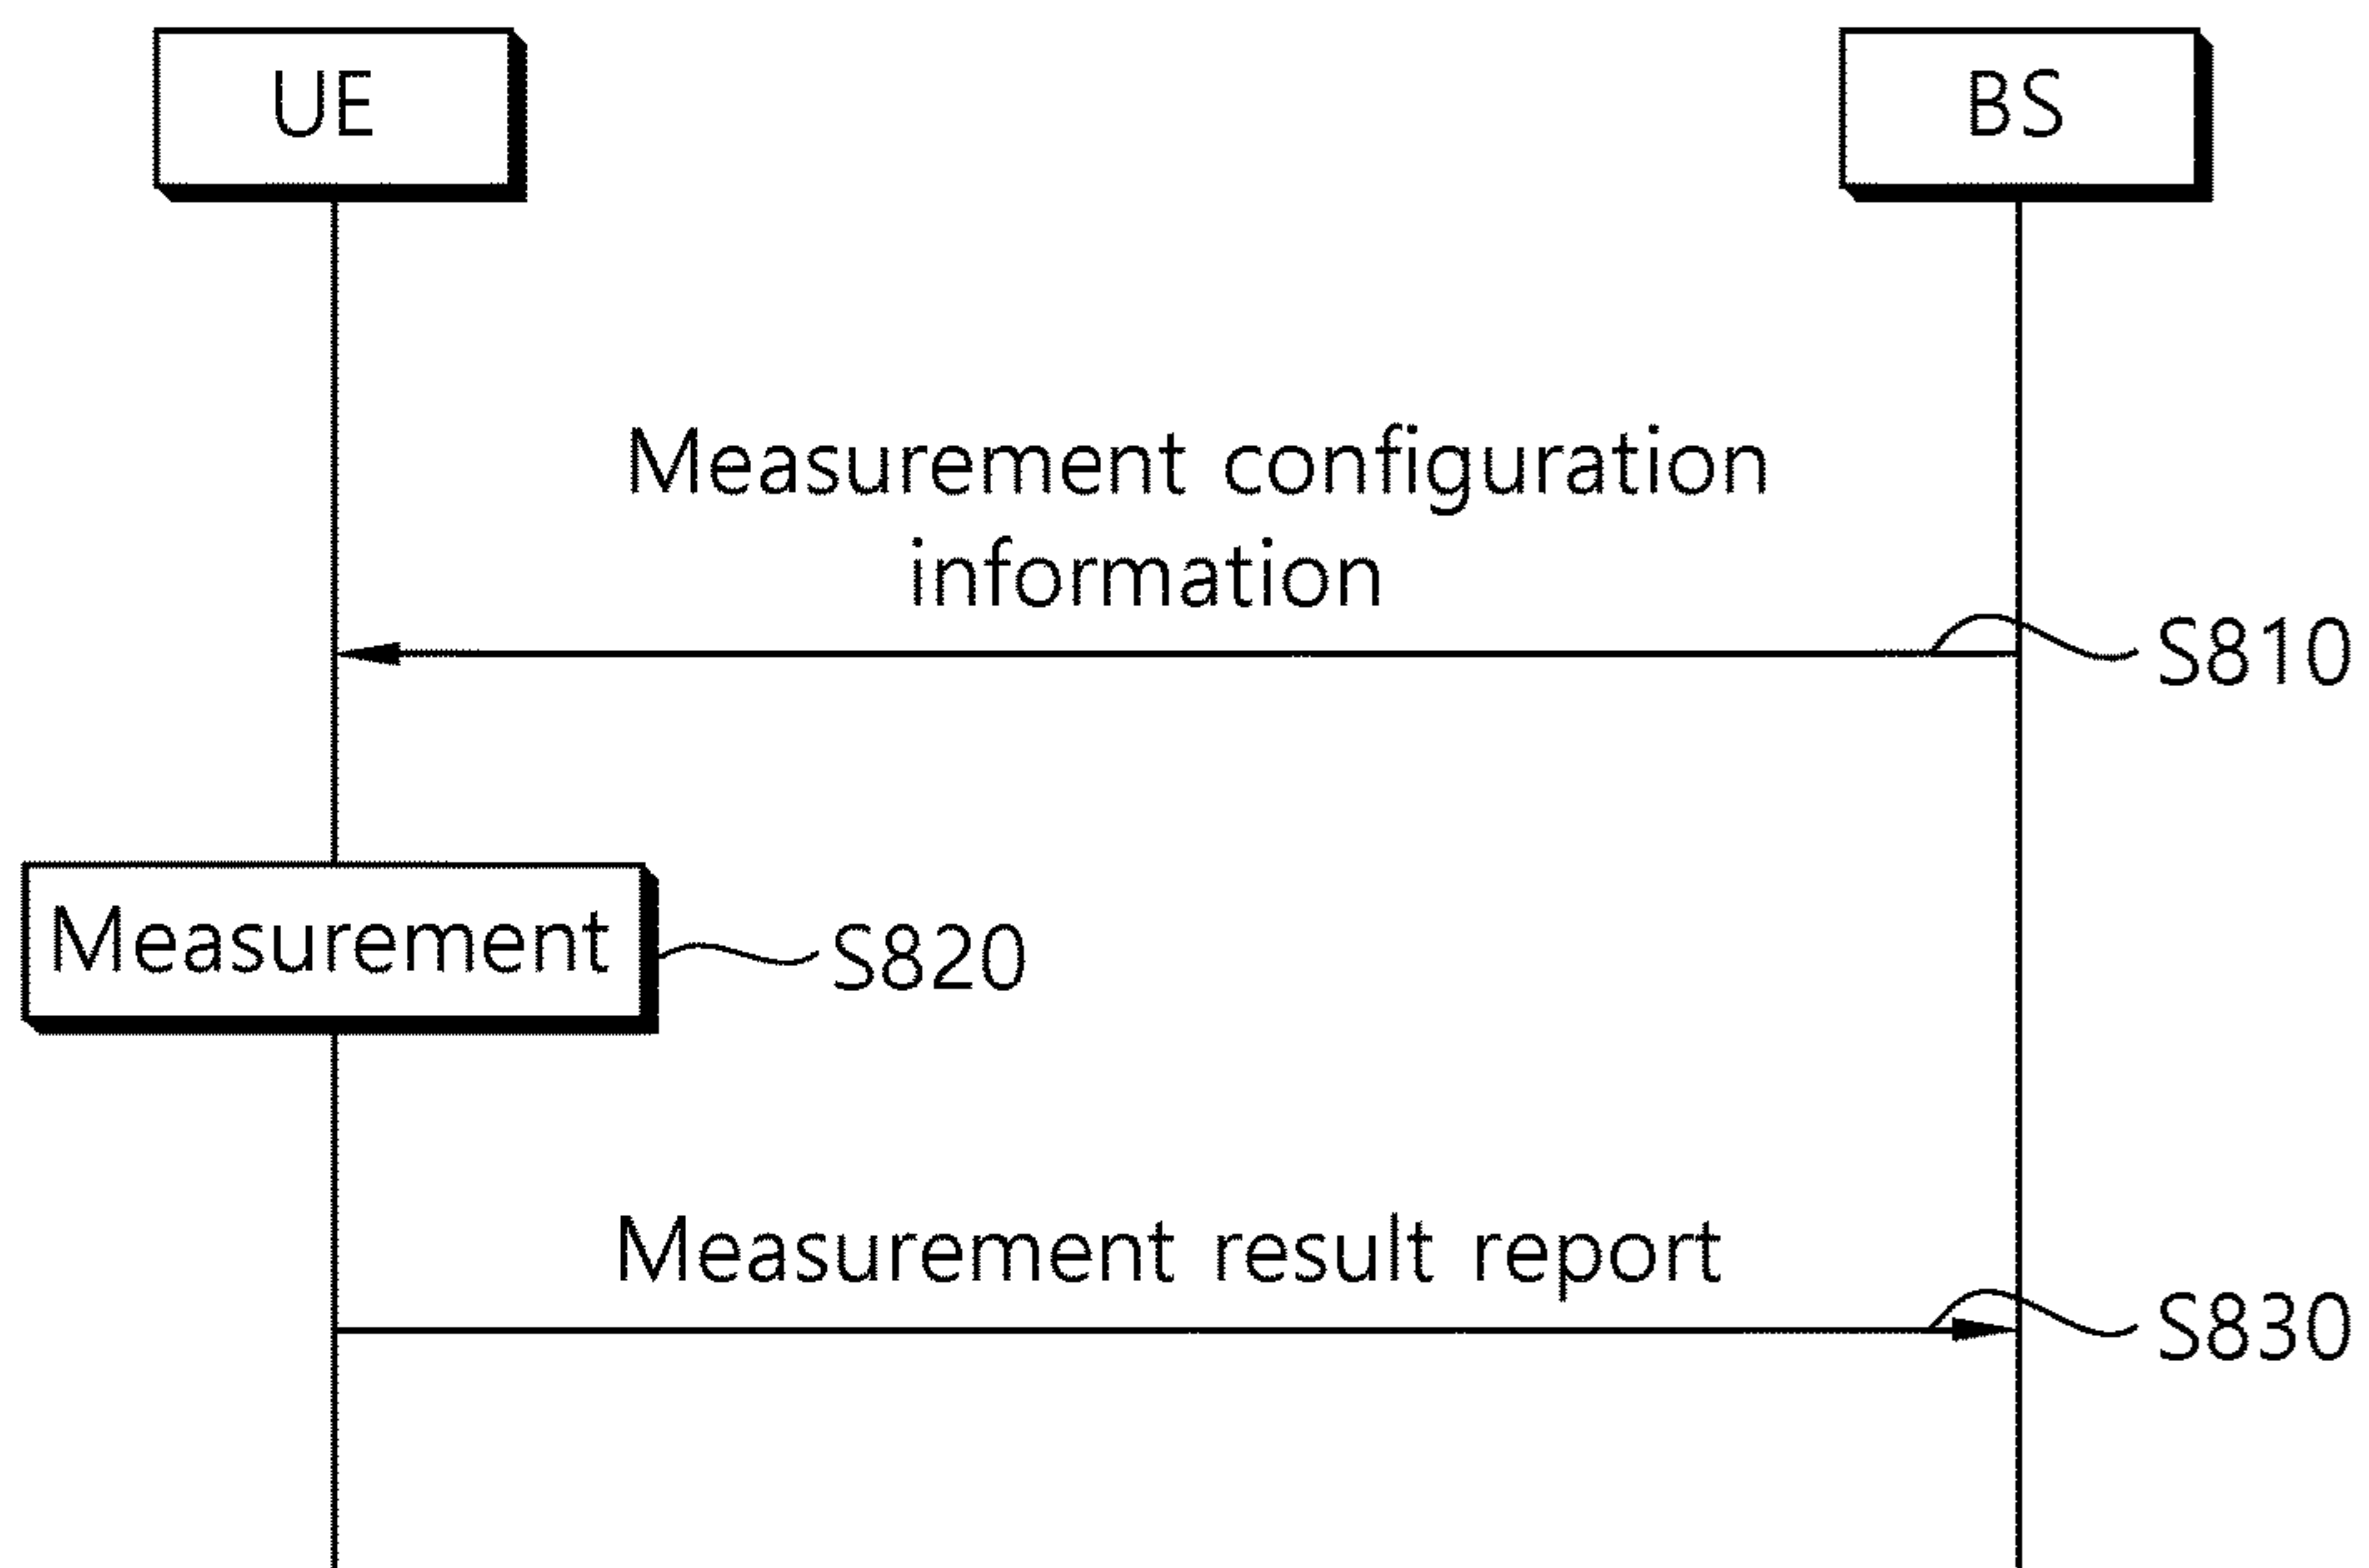 UE
BS
Measurement configuration
information
S810
Measurement
S820
Measurement result report
S830